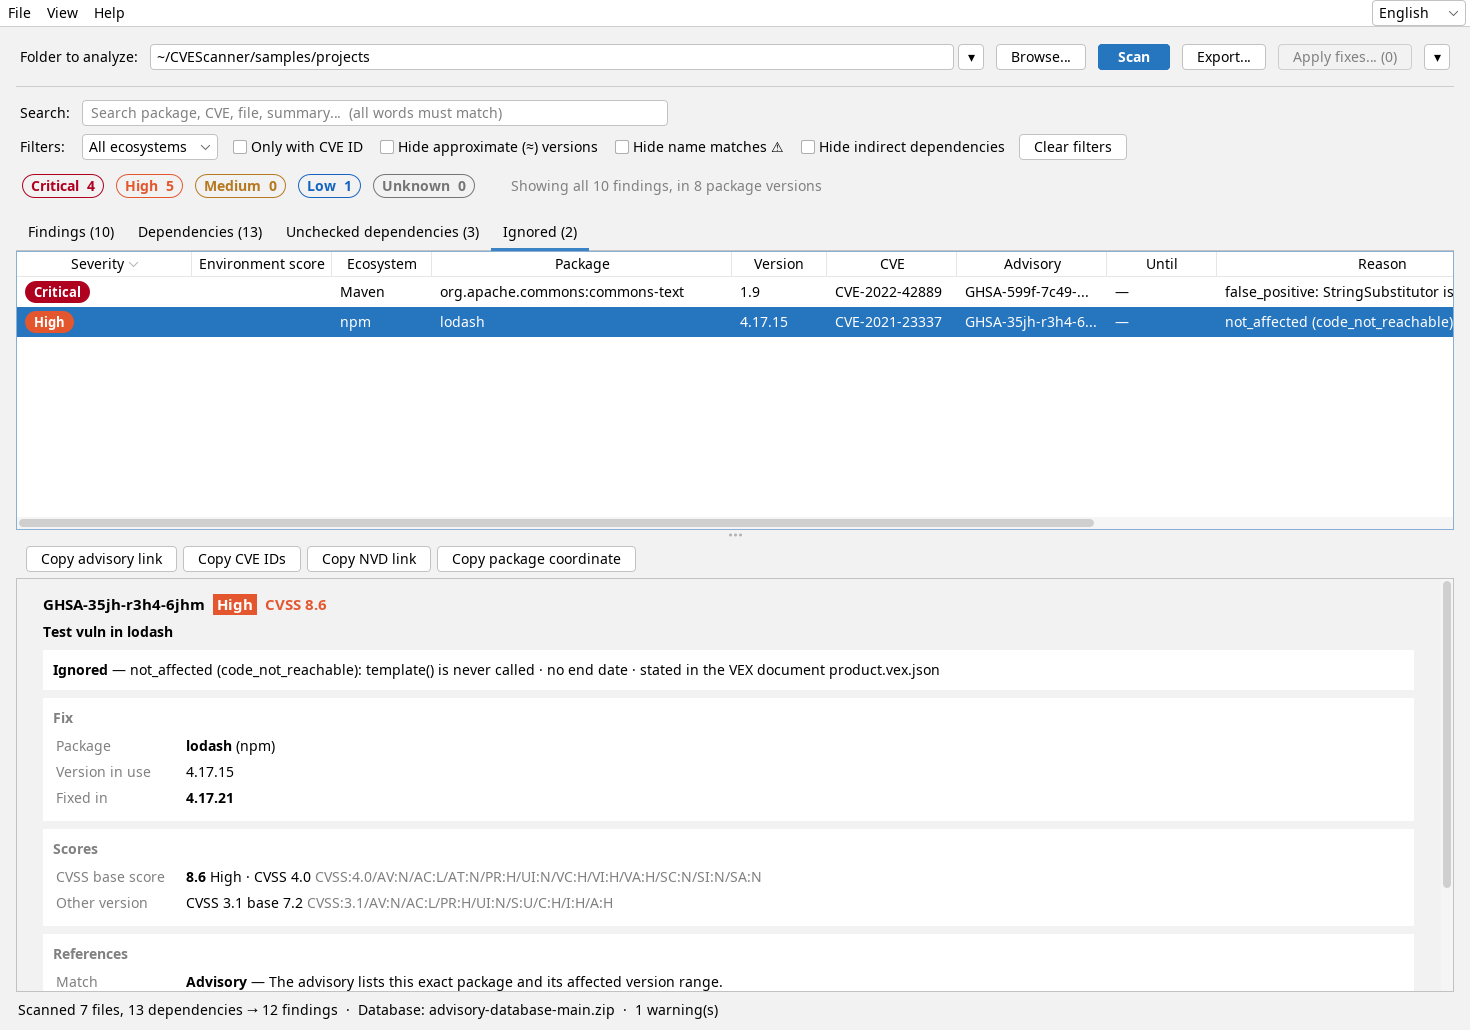 File View Help English
Folder to analyze: ~/CVEScanner/samples/projects ▾ Browse... Scan Export... Apply fixes... (0) ▾
Search: Search package, CVE, file, summary... (all words must match)
Filters: All ecosystems Only with CVE ID Hide approximate (≈) versions Hide name matches ⚠ Hide indirect dependencies Clear filters
Critical 4 High 5 Medium 0 Low 1 Unknown 0 Showing all 10 findings, in 8 package versions
Findings (10) Dependencies (13) Unchecked dependencies (3) Ignored (2)
Severity Environment score Ecosystem Package Version CVE Advisory Until Reason
Critical Maven org.apache.commons:commons-text 1.9 CVE-2022-42889 GHSA-599f-7c49-... — false_positive: StringSubstitutor is
High npm lodash 4.17.15 CVE-2021-23337 GHSA-35jh-r3h4-6... — not_affected (code_not_reachable)
Copy advisory link Copy CVE IDs Copy NVD link Copy package coordinate
GHSA-35jh-r3h4-6jhm High CVSS 8.6
Test vuln in lodash
Ignored — not_affected (code_not_reachable): template() is never called · no end date · stated in the VEX document product.vex.json
Fix
Package lodash (npm)
Version in use 4.17.15
Fixed in 4.17.21
Scores
CVSS base score 8.6 High · CVSS 4.0 CVSS:4.0/AV:N/AC:L/AT:N/PR:H/UI:N/VC:H/VI:H/VA:H/SC:N/SI:N/SA:N
Other version CVSS 3.1 base 7.2 CVSS:3.1/AV:N/AC:L/PR:H/UI:N/S:U/C:H/I:H/A:H
References
Match Advisory — The advisory lists this exact package and its affected version range.
Scanned 7 files, 13 dependencies → 12 findings · Database: advisory-database-main.zip · 1 warning(s)